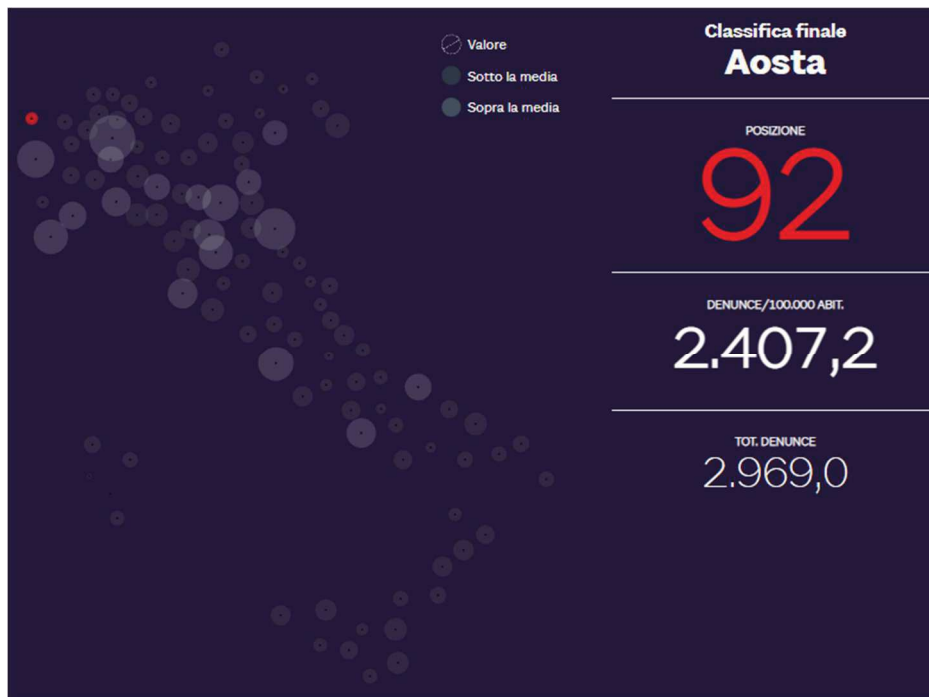 Valore
Sotto la media
Sopra la media
Classifica finale
Aosta
POSIZIONE
92
DENUNCE/100.000 ABIT.
2.407,2
TOT. DENUNCE
2.969,0